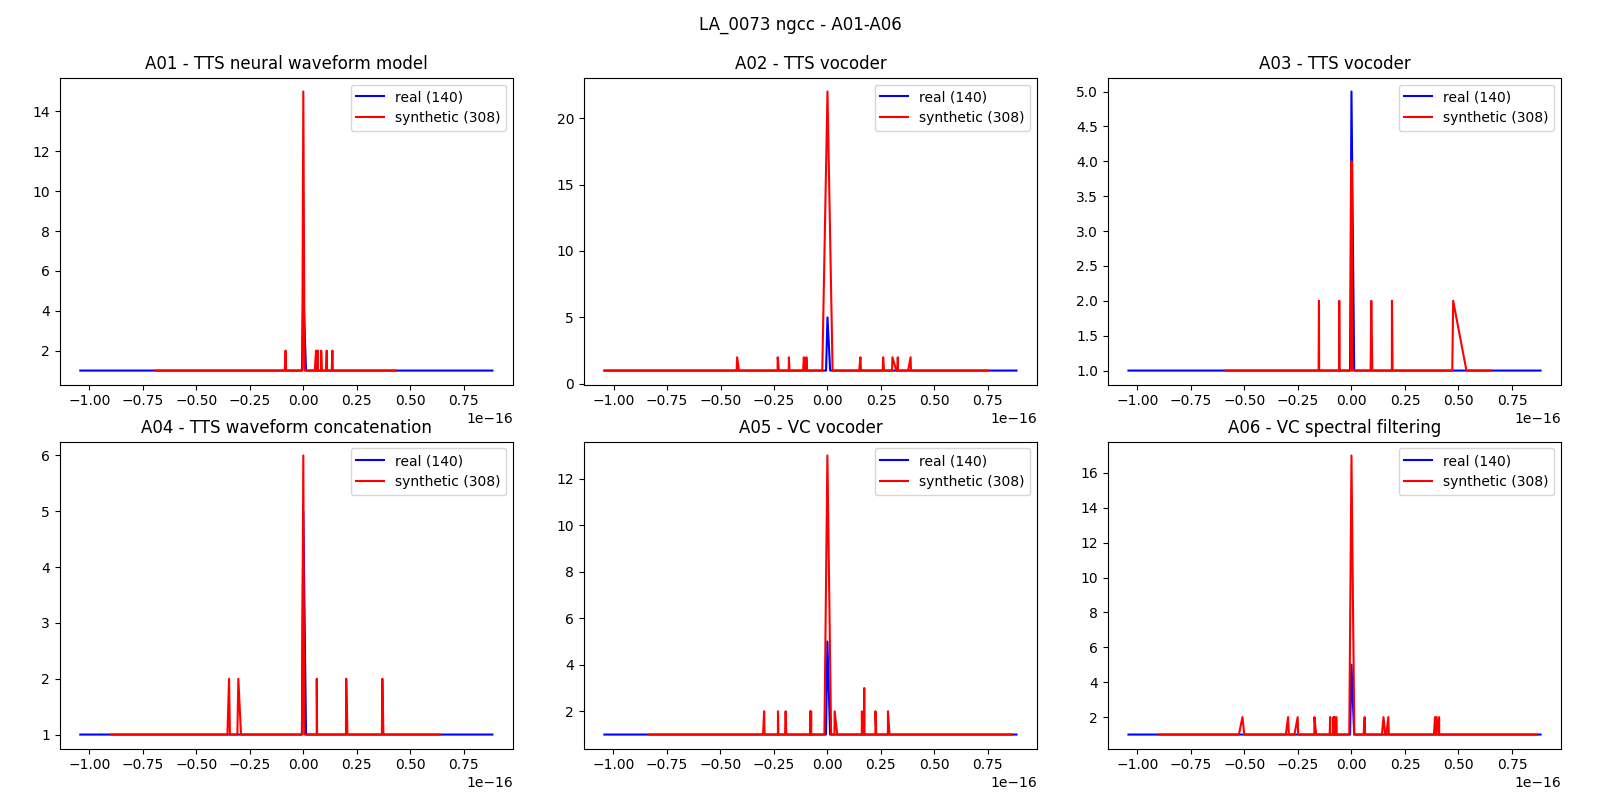 LA_0073 ngcc - A01-A06
A01 - TTS neural waveform model
real (140)
synthetic (308)
14
12
10
8
6
4
2
−1.00 −0.75 −0.50 −0.25 0.00 0.25 0.50 0.75
1e−16
A02 - TTS vocoder
real (140)
synthetic (308)
20
15
10
5
0
−1.00 −0.75 −0.50 −0.25 0.00 0.25 0.50 0.75
1e−16
A03 - TTS vocoder
real (140)
synthetic (308)
5.0
4.5
4.0
3.5
3.0
2.5
2.0
1.5
1.0
−1.00 −0.75 −0.50 −0.25 0.00 0.25 0.50 0.75
1e−16
A04 - TTS waveform concatenation
real (140)
synthetic (308)
6
5
4
3
2
1
−1.00 −0.75 −0.50 −0.25 0.00 0.25 0.50 0.75
1e−16
A05 - VC vocoder
real (140)
synthetic (308)
12
10
8
6
4
2
−1.00 −0.75 −0.50 −0.25 0.00 0.25 0.50 0.75
1e−16
A06 - VC spectral filtering
real (140)
synthetic (308)
16
14
12
10
8
6
4
2
−1.00 −0.75 −0.50 −0.25 0.00 0.25 0.50 0.75
1e−16